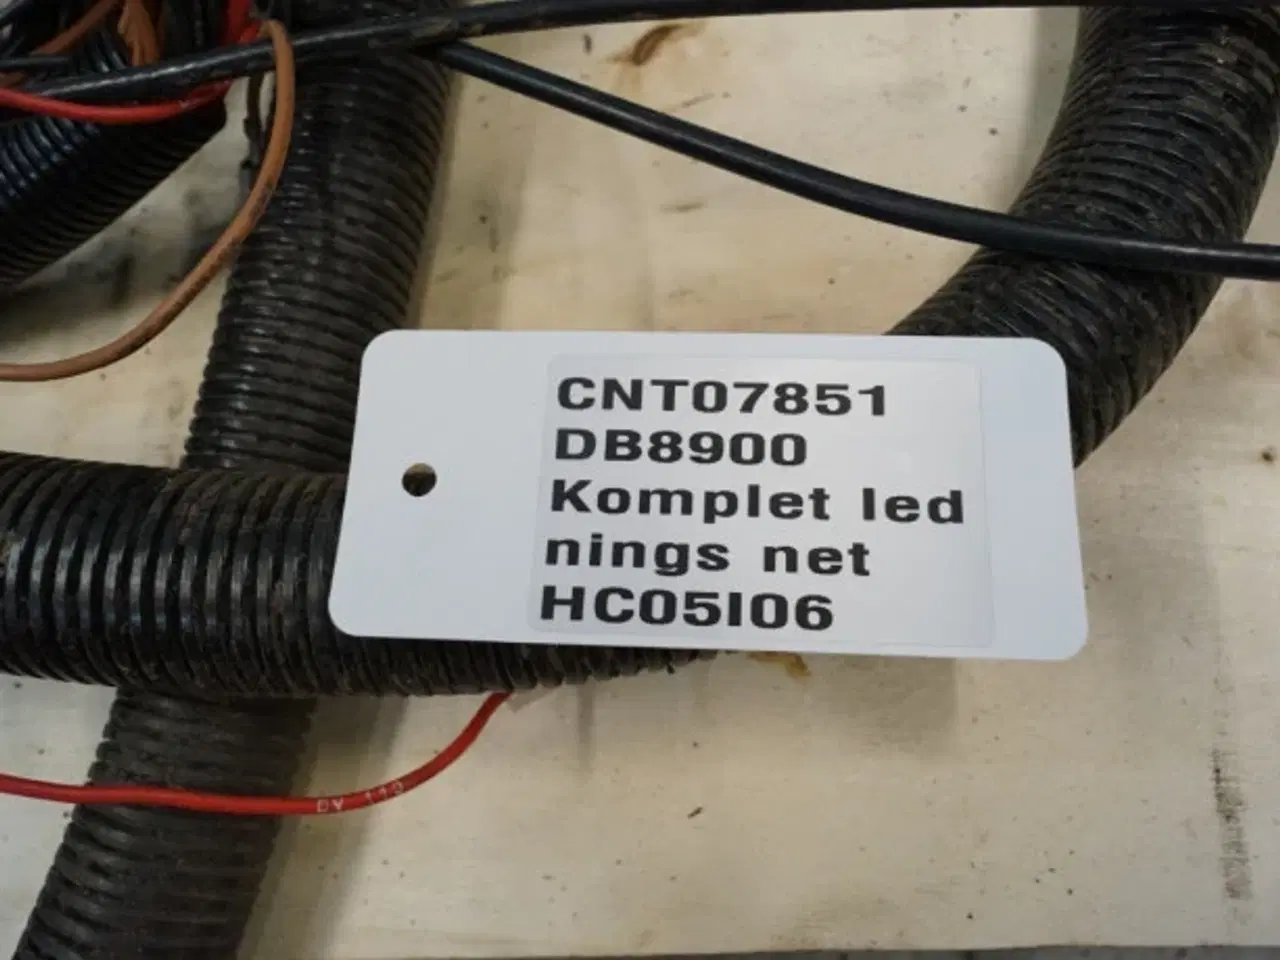 CNT07851
DB8900
Komplet led
nings net
HC05I06